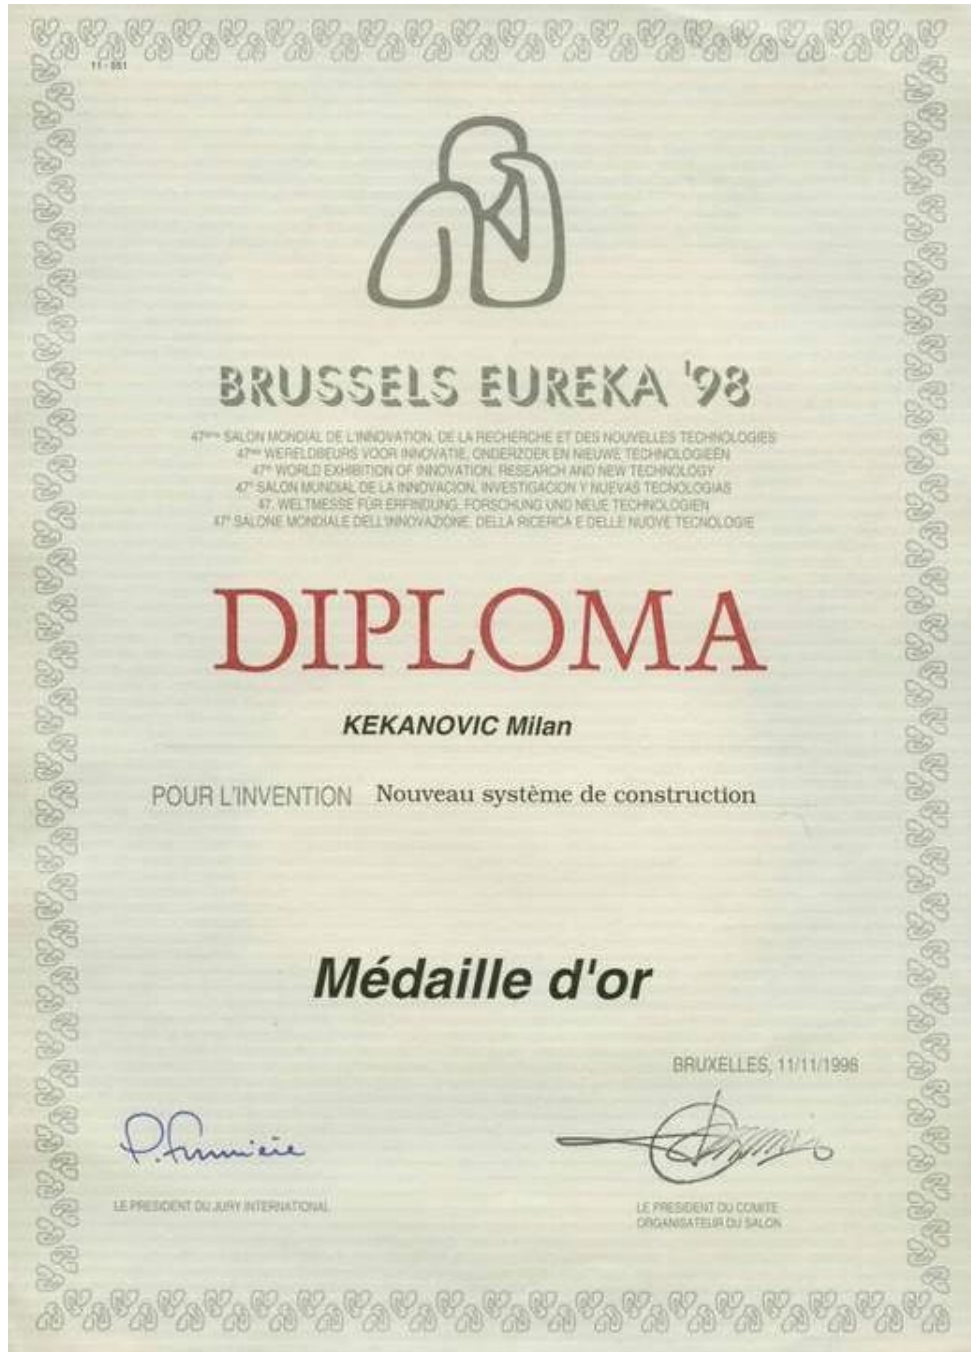 11 - 551
BRUSSELS EUREKA '98
47ème SALON MONDIAL DE L'INNOVATION, DE LA RECHERCHE ET DES NOUVELLES TECHNOLOGIES
47ste WERELDBEURS VOOR INNOVATIE, ONDERZOEK EN NIEUWE TECHNOLOGIEËN
47th WORLD EXHIBITION OF INNOVATION, RESEARCH AND NEW TECHNOLOGY
47° SALON MUNDIAL DE LA INNOVACION, INVESTIGACION Y NUEVAS TECNOLOGIAS
47. WELTMESSE FÜR ERFINDUNG, FORSCHUNG UND NEUE TECHNOLOGIEN
47° SALONE MONDIALE DELL'INNOVAZIONE, DELLA RICERCA E DELLE NUOVE TECNOLOGIE
DIPLOMA
KEKANOVIC Milan
POUR L'INVENTION Nouveau système de construction
Médaille d'or
BRUXELLES, 11/11/1998
LE PRESIDENT DU JURY INTERNATIONAL
LE PRESIDENT DU COMITE
ORGANISATEUR DU SALON